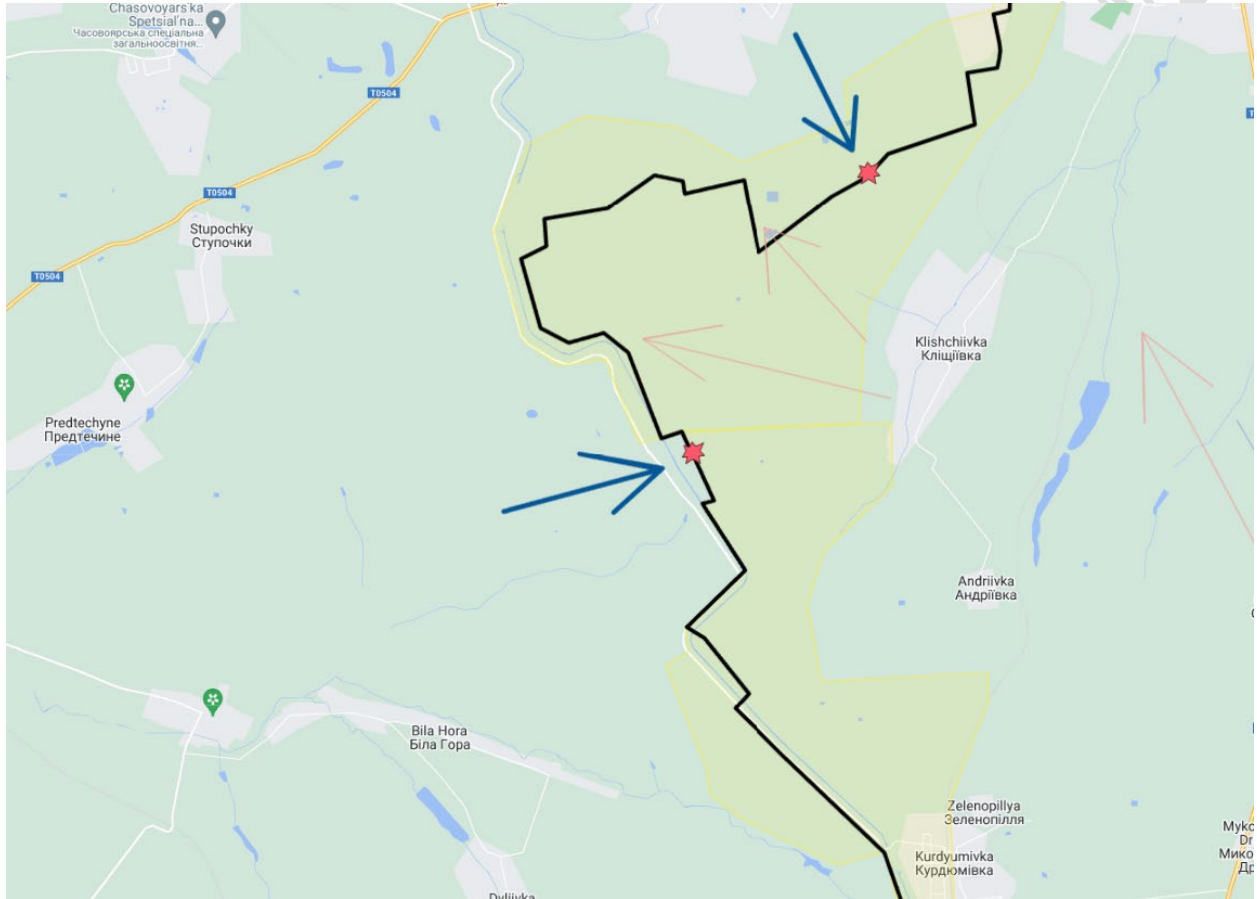 Chasovoyars'ka
Spetsial'na...
Часовоярська спеціальна
загальноосвітня...
T0504
T0504
T0504
Stupochky
Ступочки
Klishchiivka
Кліщіївка
Predtechyne
Предтечине
Andriivka
Андріївка
Bila Hora
Біла Гора
Zelenopillya
Зеленопілля
Kurdyumivka
Курдюмівка
Dyliivka